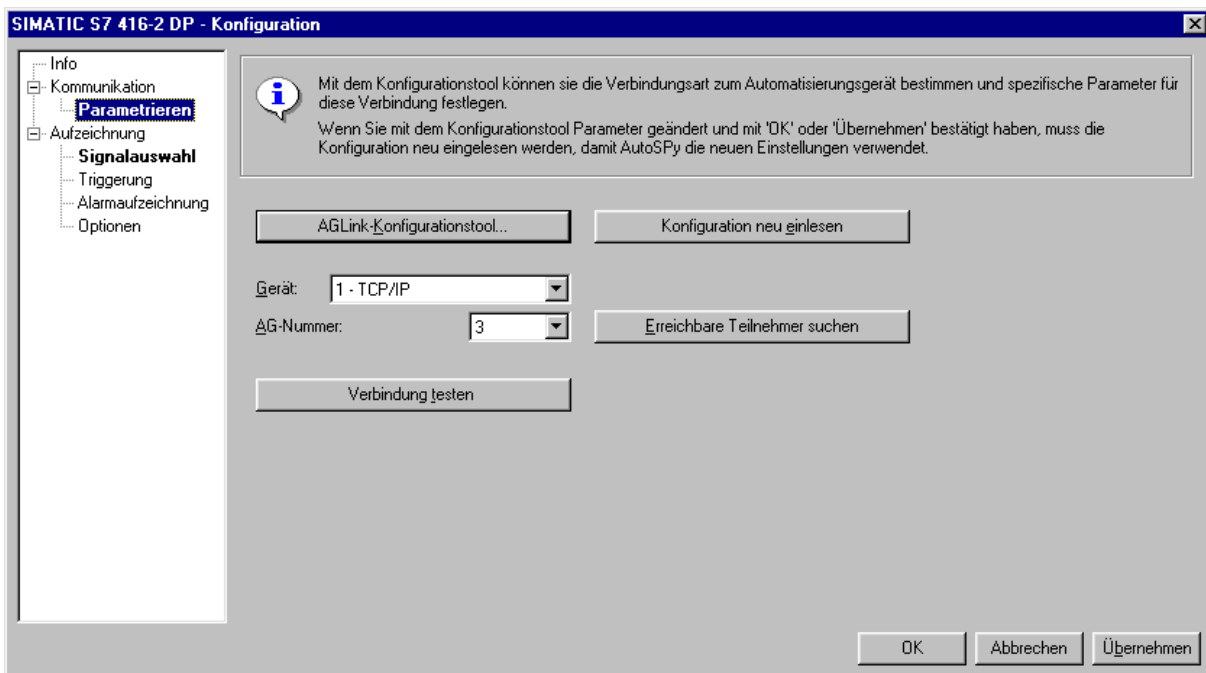 SIMATIC S7 416-2 DP - Konfiguration
Info
Kommunikation
Parametrieren
Aufzeichnung
Signalauswahl
Triggerung
Alarmaufzeichnung
Optionen
Mit dem Konfigurationstool können sie die Verbindungsart zum Automatisierungsgerät bestimmen und spezifische Parameter für
diese Verbindung festlegen.
Wenn Sie mit dem Konfigurationstool Parameter geändert und mit 'OK' oder 'Übernehmen' bestätigt haben, muss die
Konfiguration neu eingelesen werden, damit AutoSPy die neuen Einstellungen verwendet.
AGLink-Konfigurationstool... Konfiguration neu einlesen
Gerät: 1 - TCP/IP
AG-Nummer: 3 Erreichbare Teilnehmer suchen
Verbindung testen
OK Abbrechen Übernehmen